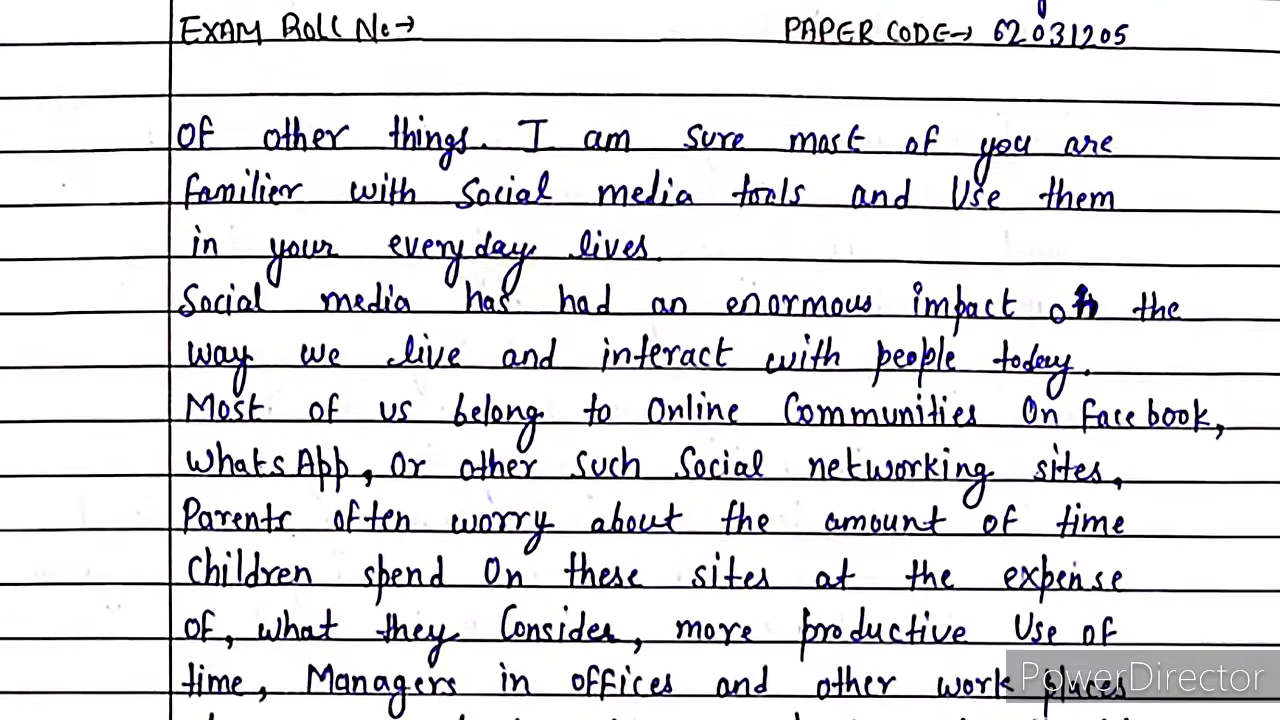 EXAM Roll No → PAPER CODE → 62031205
Of other things. I am sure most of you are
familier with Social media tools and Use them
in your everyday lives.
Social media has had an enormous impact on the
way we live and interact with people today.
Most of us belong to Online Communities On Facebook,
WhatsApp, Or other such Social networking sites,
Parents often worry about the amount of time
Children spend On these sites at the expense
of, what they Consider, more productive Use of
time, Managers in offices and other work places
PowerDirector